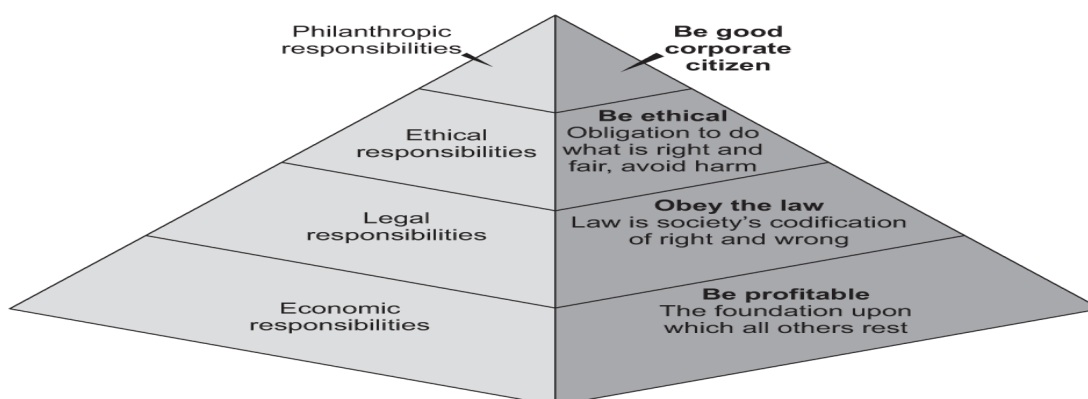 Philanthropic
responsibilities
Be good
corporate
citizen
Ethical
responsibilities
Be ethical
Obligation to do
what is right and
fair, avoid harm
Legal
responsibilities
Obey the law
Law is society’s codification
of right and wrong
Economic
responsibilities
Be profitable
The foundation upon
which all others rest